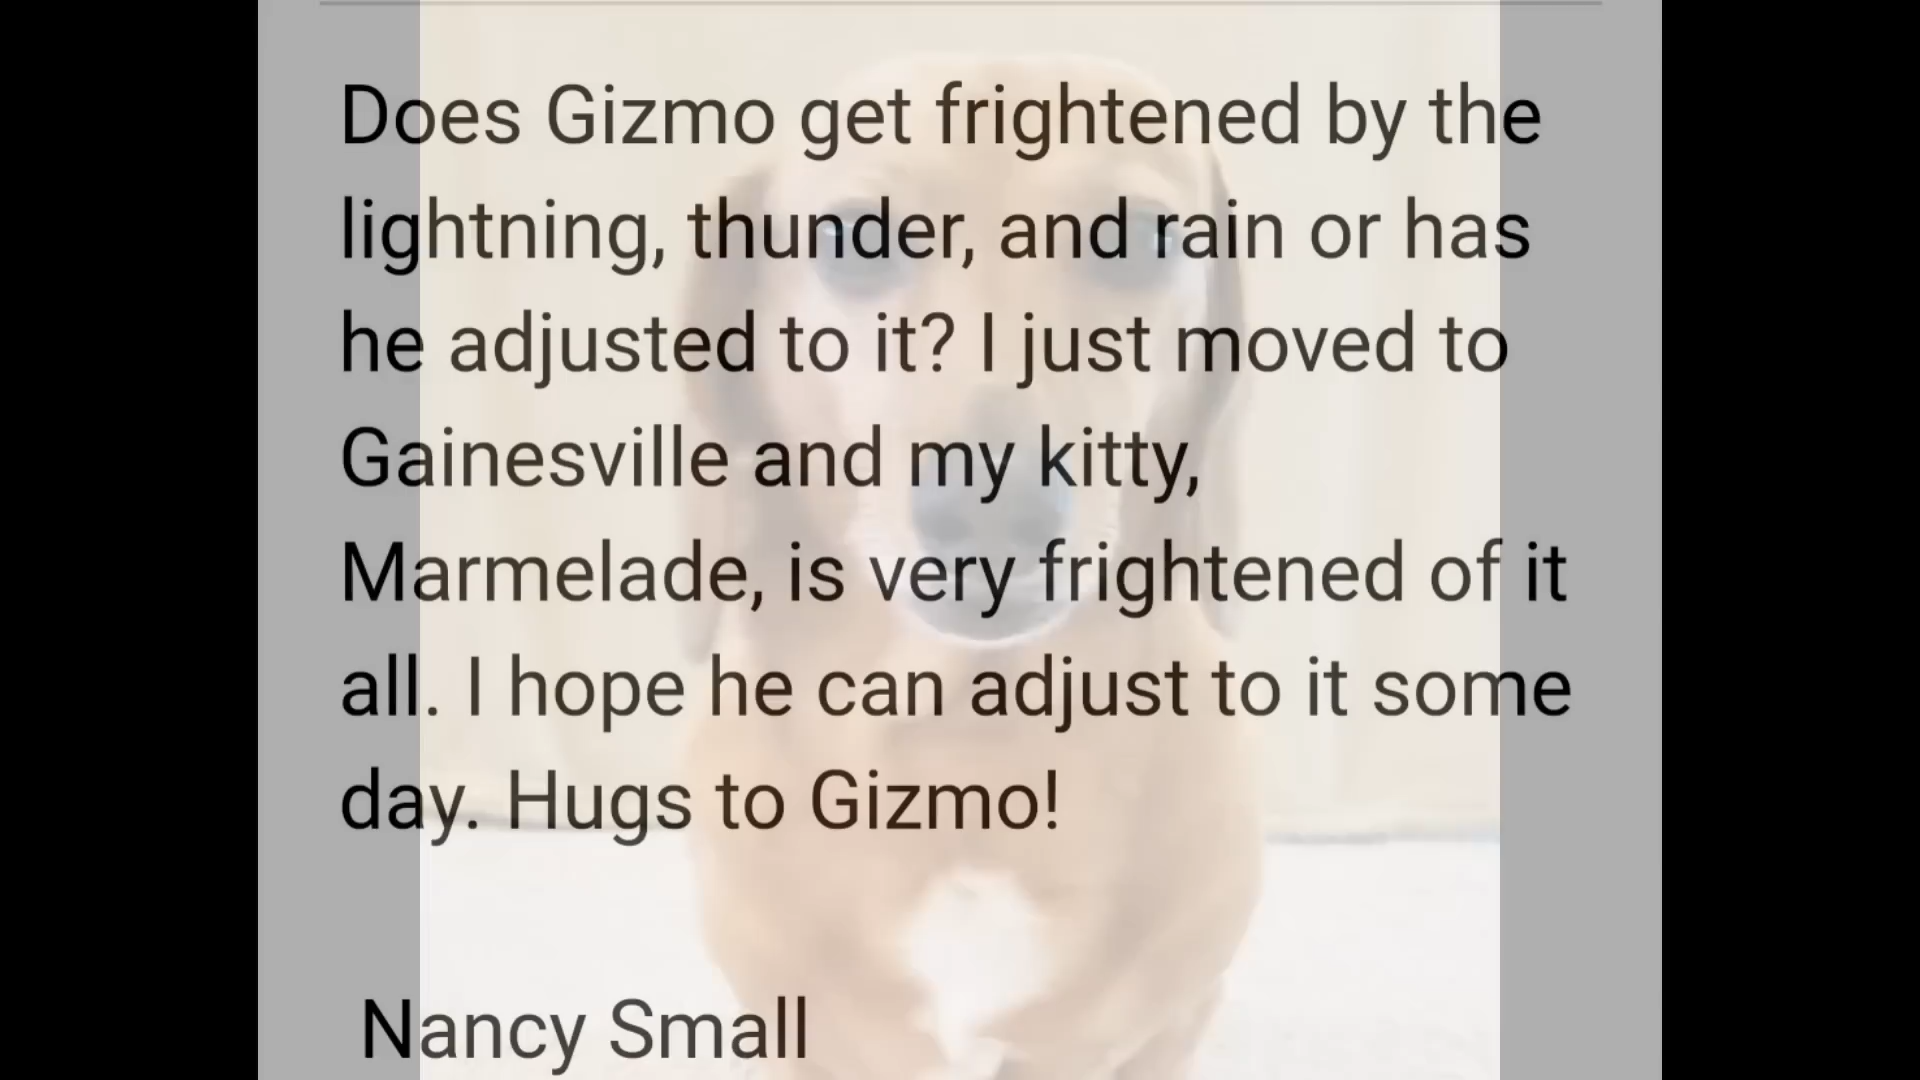 Does Gizmo get frightened by the
lightning, thunder, and rain or has
he adjusted to it? I just moved to
Gainesville and my kitty,
Marmelade, is very frightened of it
all. I hope he can adjust to it some
day. Hugs to Gizmo!
Nancy Small